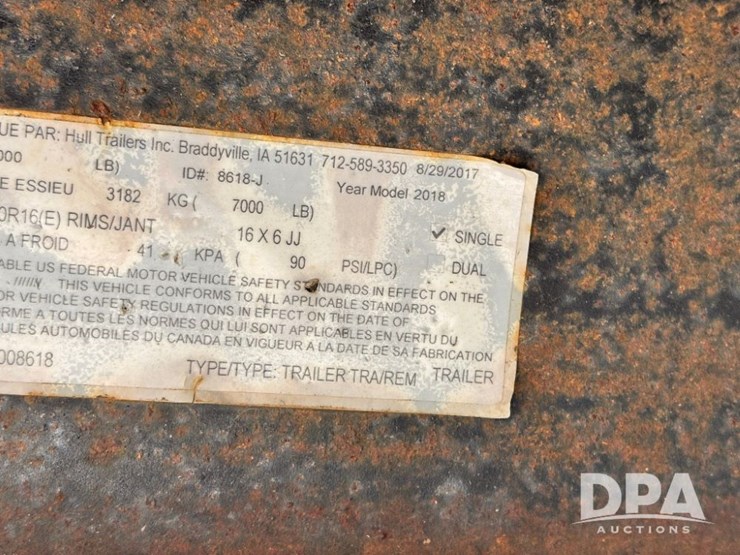 UE PAR: Hull Trailers Inc. Braddyville, IA 51631 712-589-3350 8/29/2017
000 LB) ID#: 8618-J Year Model 2018
E ESSIEU 3182 KG ( 7000 LB)
0R16(E) RIMS/JANT 16 X 6 JJ ✓ SINGLE
A FROID 41 KPA ( 90 PSI/LPC) DUAL
ABLE US FEDERAL MOTOR VEHICLE SAFETY STANDARDS IN EFFECT ON THE
////// THIS VEHICLE CONFORMS TO ALL APPLICABLE STANDARDS
OR VEHICLE SAFETY REGULATIONS IN EFFECT ON THE DATE OF
RME A TOUTES LES NORMES QUI LUI SONT APPLICABLES EN VERTU DU
ULES AUTOMOBILES DU CANADA EN VIGUEUR A LA DATE DE SA FABRICATION
008618 TYPE/TYPE: TRAILER TRA/REM TRAILER
DPA
AUCTIONS